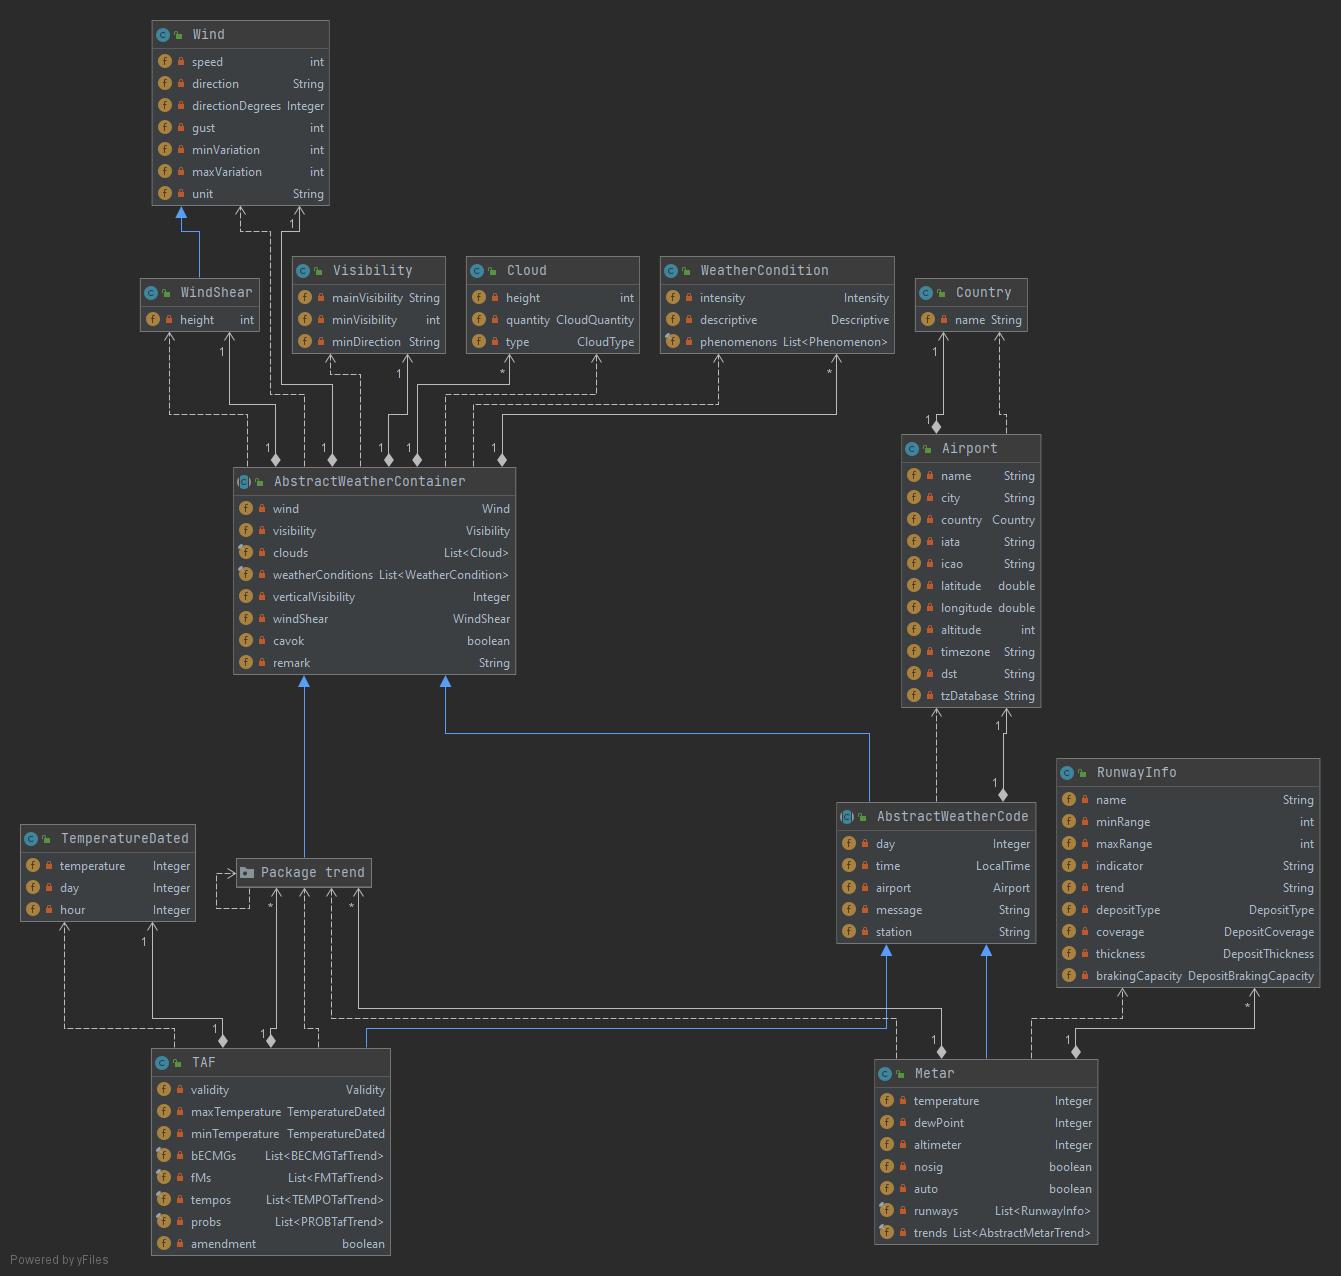 Wind
speed int
direction String
directionDegrees Integer
gust int
minVariation int
maxVariation int
unit String
1
WindShear
height int
Visibility
mainVisibility String
minVisibility int
minDirection String
Cloud
height int
quantity CloudQuantity
type CloudType
WeatherCondition
intensity Intensity
descriptive Descriptive
phenomenons List<Phenomenon>
Country
name String
1 1 * * 1
1 1 1 1 1 1
AbstractWeatherContainer
wind Wind
visibility Visibility
clouds List<Cloud>
weatherConditions List<WeatherCondition>
verticalVisibility Integer
windShear WindShear
cavok boolean
remark String
Airport
name String
city String
country Country
iata String
icao String
latitude double
longitude double
altitude int
timezone String
dst String
tzDatabase String
1
1
RunwayInfo
name String
minRange int
maxRange int
indicator String
trend String
depositType DepositType
coverage DepositCoverage
thickness DepositThickness
brakingCapacity DepositBrakingCapacity
AbstractWeatherCode
day Integer
time LocalTime
airport Airport
message String
station String
TemperatureDated
temperature Integer
day Integer
hour Integer
Package trend
* *
1
*
1 1 1 1
TAF
validity Validity
maxTemperature TemperatureDated
minTemperature TemperatureDated
bECMGs List<BECMGTafTrend>
fMs List<FMTafTrend>
tempos List<TEMPOTafTrend>
probs List<PROBTafTrend>
amendment boolean
Metar
temperature Integer
dewPoint Integer
altimeter Integer
nosig boolean
auto boolean
runways List<RunwayInfo>
trends List<AbstractMetarTrend>
Powered by yFiles